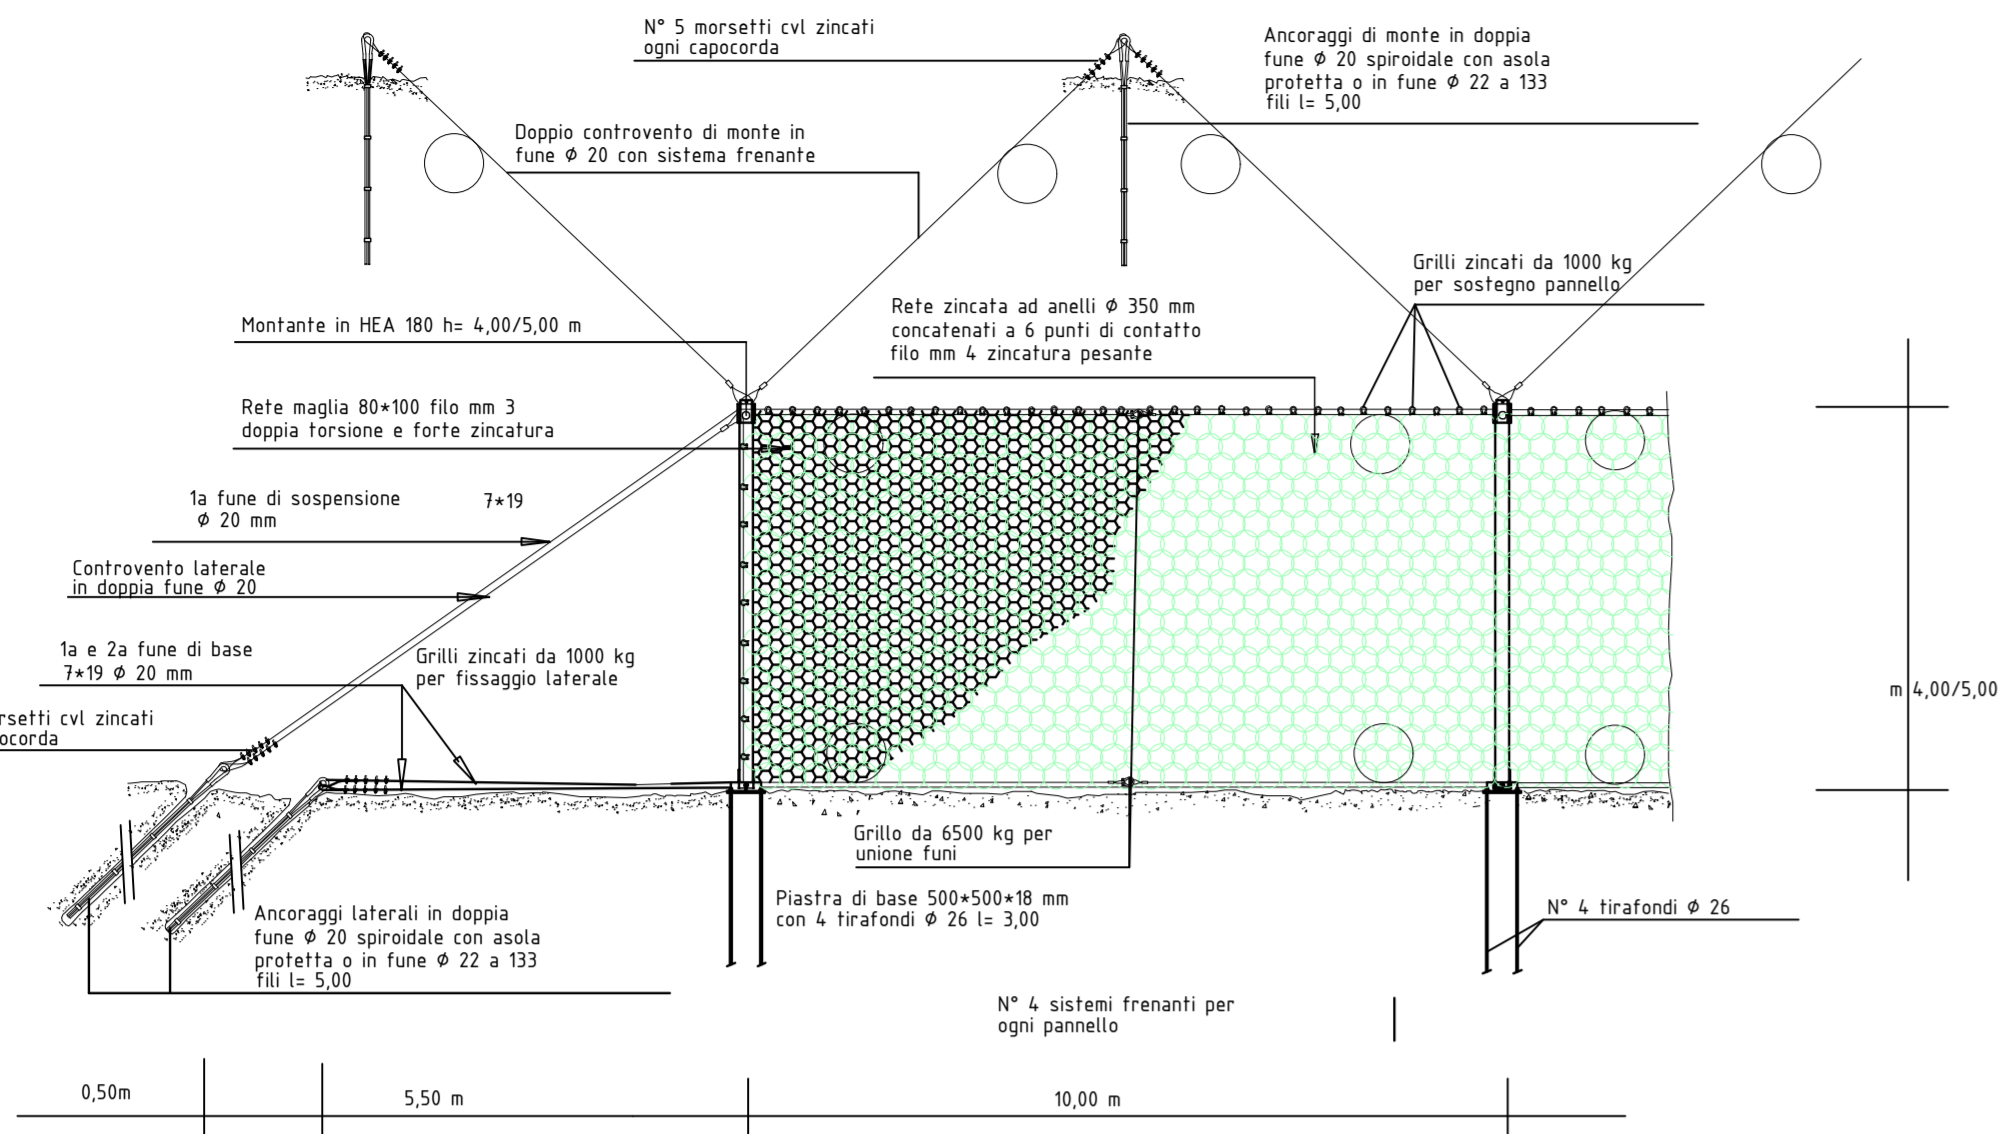 N° 5 morsetti cvl zincati
ogni capocorda
Ancoraggi di monte in doppia
fune ϕ 20 spiroidale con asola
protetta o in fune ϕ 22 a 133
fili l= 5,00
Doppio controvento di monte in
fune ϕ 20 con sistema frenante
Grilli zincati da 1000 kg
per sostegno pannello
Rete zincata ad anelli ϕ 350 mm
concatenati a 6 punti di contatto
filo mm 4 zincatura pesante
Montante in HEA 180 h= 4,00/5,00 m
Rete maglia 80*100 filo mm 3
doppia torsione e forte zincatura
1a fune di sospensione 7*19
ϕ 20 mm
Controvento laterale
in doppia fune ϕ 20
1a e 2a fune di base
7*19 ϕ 20 mm
Grilli zincati da 1000 kg
per fissaggio laterale
m 4,00/5,00
rsetti cvl zincati
ocorda
Grillo da 6500 kg per
unione funi
Piastra di base 500*500*18 mm
con 4 tirafondi ϕ 26 l= 3,00
N° 4 tirafondi ϕ 26
Ancoraggi laterali in doppia
fune ϕ 20 spiroidale con asola
protetta o in fune ϕ 22 a 133
fili l= 5,00
N° 4 sistemi frenanti per
ogni pannello
0,50m
5,50 m
10,00 m